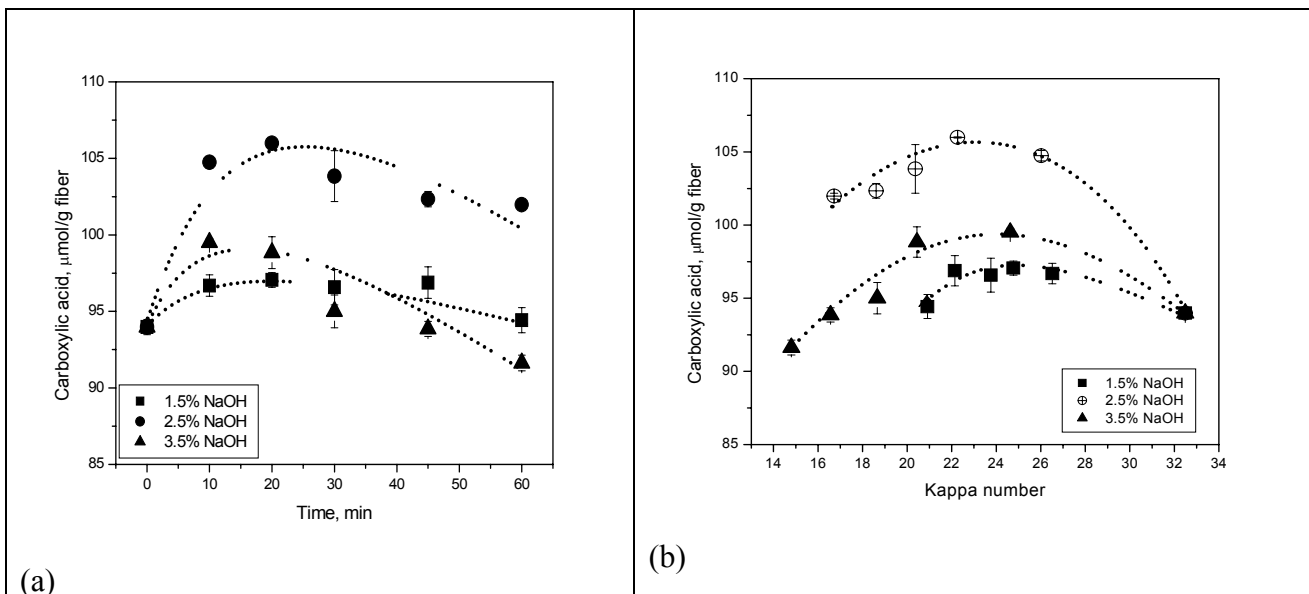 110
105
100
95
90
85
Carboxylic acid, μmol/g fiber
1.5% NaOH
2.5% NaOH
3.5% NaOH
0 10 20 30 40 50 60
Time, min
(a)
110
105
100
95
90
85
Carboxylic acid, μmol/g fiber
1.5% NaOH
2.5% NaOH
3.5% NaOH
14 16 18 20 22 24 26 28 30 32 34
Kappa number
(b)